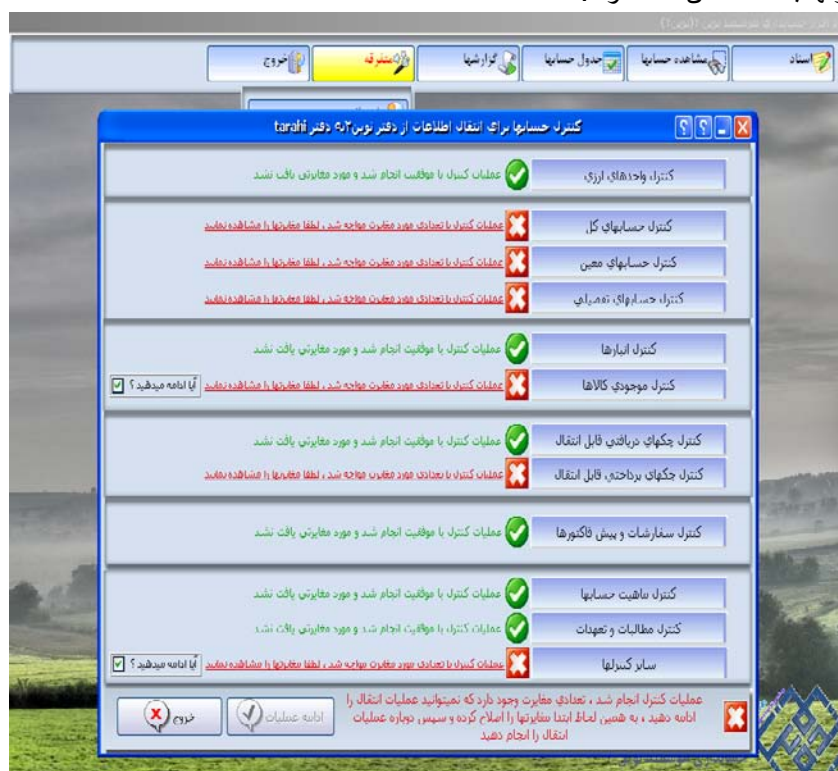 اسناد
مشاهده حسابها
جدول حسابها
گزارشها
متفرقه
خروج
کنترل حسابها برای انتقال اطلاعات از دفتر نوین۲به دفتر tarahi
کنترل واحدهای ارزی
عملیات کنترل با موفقیت انجام شد و مورد مغایرتی یافت نشد
کنترل حسابهای کل
عملیات کنترل با تعدادی مورد مغایرت مواجه شد ، لطفا مغایرتها را مشاهده نمایید
کنترل حسابهای معین
عملیات کنترل با تعدادی مورد مغایرت مواجه شد ، لطفا مغایرتها را مشاهده نمایید
کنترل حسابهای تفصیلی
عملیات کنترل با تعدادی مورد مغایرت مواجه شد ، لطفا مغایرتها را مشاهده نمایید
کنترل انبارها
عملیات کنترل با موفقیت انجام شد و مورد مغایرتی یافت نشد
کنترل موجودی کالاها
عملیات کنترل با تعدادی مورد مغایرت مواجه شد ، لطفا مغایرتها را مشاهده نمایید
آیا ادامه میدهید ؟
کنترل چکهای دریافتی قابل انتقال
عملیات کنترل با موفقیت انجام شد و مورد مغایرتی یافت نشد
کنترل چکهای پرداختی قابل انتقال
عملیات کنترل با تعدادی مورد مغایرت مواجه شد ، لطفا مغایرتها را مشاهده نمایید
کنترل سفارشات و پیش فاکتورها
عملیات کنترل با موفقیت انجام شد و مورد مغایرتی یافت نشد
کنترل ماهیت حسابها
عملیات کنترل با موفقیت انجام شد و مورد مغایرتی یافت نشد
کنترل مطالبات و تعهدات
عملیات کنترل با موفقیت انجام شد و مورد مغایرتی یافت نشد
سایر کنترلها
عملیات کنترل با تعدادی مورد مغایرت مواجه شد ، لطفا مغایرتها را مشاهده نمایید
آیا ادامه میدهید ؟
عملیات کنترل انجام شد ، تعدادی مغایرت وجود دارد که نمیتوانید عملیات انتقال را
ادامه دهید ، به همین لحاظ ابتدا مغایرتها را اصلاح کرده و سپس دوباره عملیات
انتقال را انجام دهید
ادامه عملیات
خروج